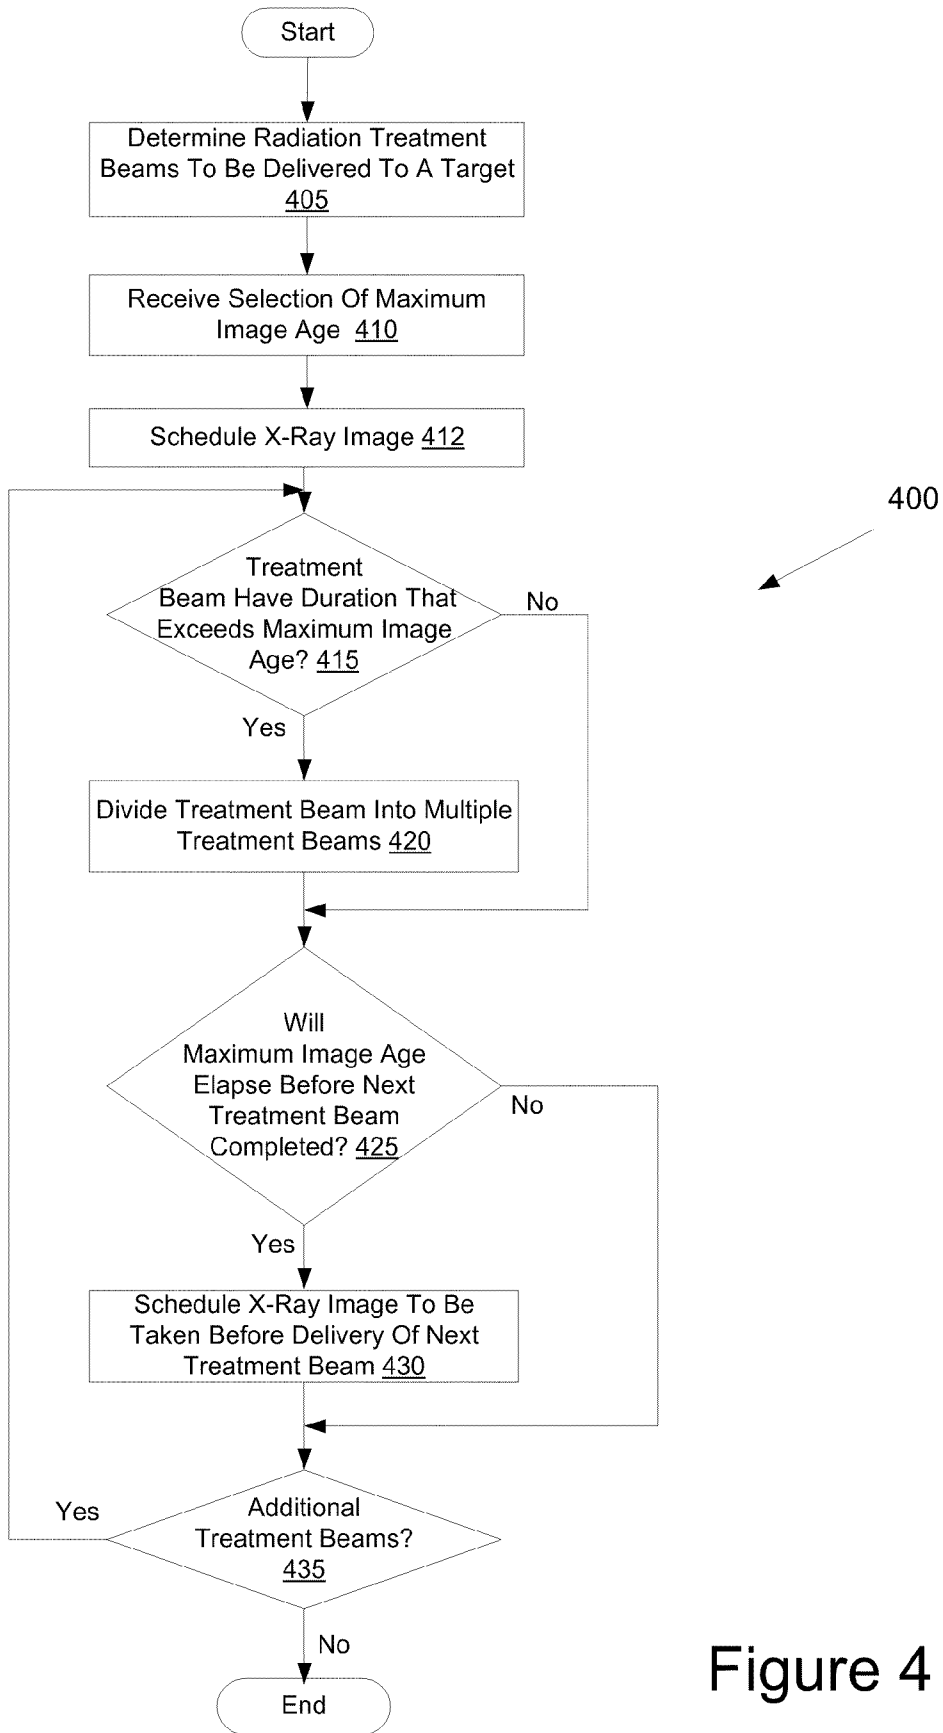 Start
Determine Radiation Treatment
Beams To Be Delivered To A Target
405
Receive Selection Of Maximum
Image Age 410
Schedule X-Ray Image 412
400
Treatment
Beam Have Duration That
Exceeds Maximum Image
Age? 415
No
Yes
Divide Treatment Beam Into Multiple
Treatment Beams 420
Will
Maximum Image Age
Elapse Before Next
Treatment Beam
Completed? 425
No
Yes
Schedule X-Ray Image To Be
Taken Before Delivery Of Next
Treatment Beam 430
Yes
Additional
Treatment Beams?
435
No
End
Figure 4